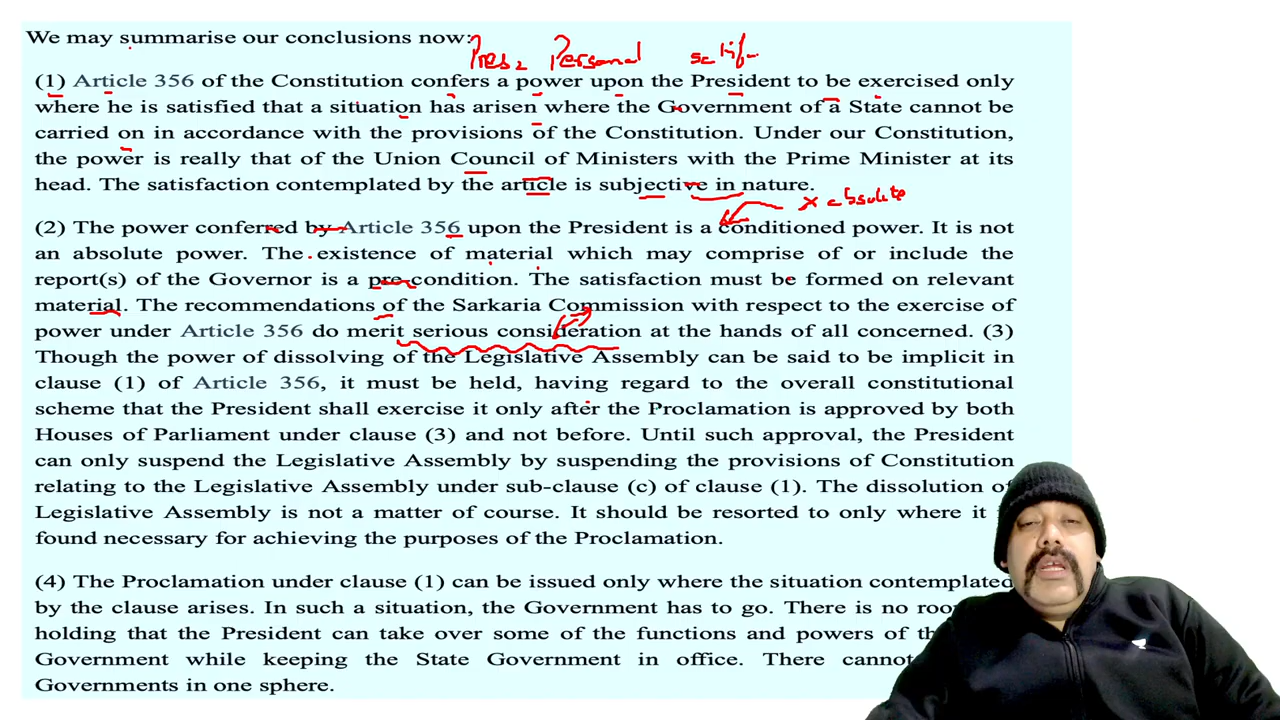 We may summarise our conclusions now:
Pres. Personal satisf
(1) Article 356 of the Constitution confers a power upon the President to be exercised only
where he is satisfied that a situation has arisen where the Government of a State cannot be
carried on in accordance with the provisions of the Constitution. Under our Constitution,
the power is really that of the Union Council of Ministers with the Prime Minister at its
head. The satisfaction contemplated by the article is subjective in nature.
x absolute
(2) The power conferred by Article 356 upon the President is a conditioned power. It is not
an absolute power. The existence of material which may comprise of or include the
report(s) of the Governor is a pre-condition. The satisfaction must be formed on relevant
material. The recommendations of the Sarkaria Commission with respect to the exercise of
power under Article 356 do merit serious consideration at the hands of all concerned. (3)
Though the power of dissolving of the Legislative Assembly can be said to be implicit in
clause (1) of Article 356, it must be held, having regard to the overall constitutional
scheme that the President shall exercise it only after the Proclamation is approved by both
Houses of Parliament under clause (3) and not before. Until such approval, the President
can only suspend the Legislative Assembly by suspending the provisions of Constitution
relating to the Legislative Assembly under sub-clause (c) of clause (1). The dissolution of
Legislative Assembly is not a matter of course. It should be resorted to only where it
found necessary for achieving the purposes of the Proclamation.
(4) The Proclamation under clause (1) can be issued only where the situation contemplated
by the clause arises. In such a situation, the Government has to go. There is no
holding that the President can take over some of the functions and powers of
Government while keeping the State Government in office. There cannot
Governments in one sphere.